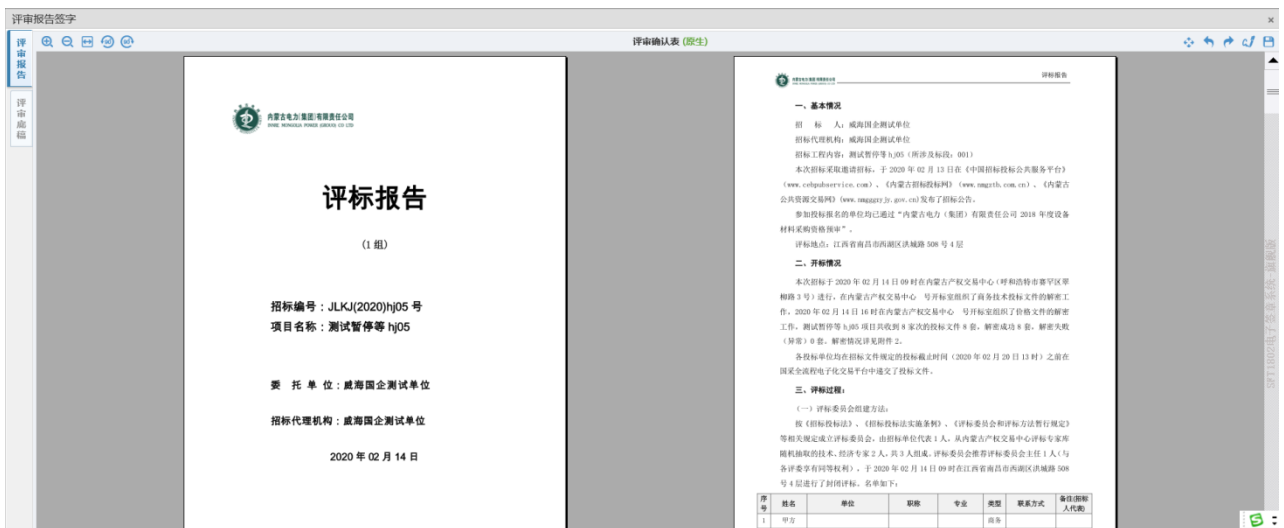 评审报告签字
评审报告
评审底稿
评审确认表 (原生)
内蒙古电力(集团)有限责任公司
INNER MONGOLIA POWER (GROUP) CO LTD
评标报告
(1 组)
招标编号：JLKJ(2020)hj05 号
项目名称：测试暂停等 hj05
委 托 单 位：威海国企测试单位
招标代理机构：威海国企测试单位
2020 年 02 月 14 日
评标报告
一、基本情况
招 标 人：威海国企测试单位
招标代理机构：威海国企测试单位
招标工程内容：测试暂停等 hj05（所涉及标段：001）
本次招标采取邀请招标，于 2020 年 02 月 13 日在《中国招标投标公共服务平台》
（www.cebpubservice.com）、《内蒙古招标投标网》（www.nmgztb.com.cn）、《内蒙古
公共资源交易网》（www.nmgggzyjy.gov.cn)发布了招标公告。
参加投标报名的单位均已通过“内蒙古电力（集团）有限责任公司 2018 年度设备
材料采购资格预审”。
评标地点：江西省南昌市西湖区洪城路 508 号 4 层
二、开标情况
本次招标于 2020 年 02 月 14 日 09 时在内蒙古产权交易中心（呼和浩特市赛罕区翠
柳路 3 号）进行，在内蒙古产权交易中心 号开标室组织了商务技术投标文件的解密工
作，2020 年 02 月 14 日 16 时在内蒙古产权交易中心 号开标室组织了价格文件的解密
工作，测试暂停等 hj05 项目共收到 8 家次的投标文件 8 套，解密成功 8 套，解密失败
（异常）0 套。解密情况详见附件 2。
各投标单位均在招标文件规定的投标截止时间（2020 年 02 月 20 日 13 时）之前在
国采全流程电子化交易平台中递交了投标文件。
三、评标过程：
（一）评标委员会组建方法：
按《招标投标法》、《招标投标法实施条例》、《评标委员会和评标方法暂行规定》
等相关规定成立评标委员会，由招标单位代表 1 人，从内蒙古产权交易中心评标专家库
随机抽取的技术、经济专家 2 人，共 3 人组成。评标委员会推荐评标委员会主任 1 人（与
各评委享有同等权利），于 2020 年 02 月 14 日 09 时在江西省南昌市西湖区洪城路 508
号 4 层进行了封闭评标。名单如下：
序号 姓名 单位 职称 专业 类型 联系方式 备注(招标人代表)
1 甲方 商务